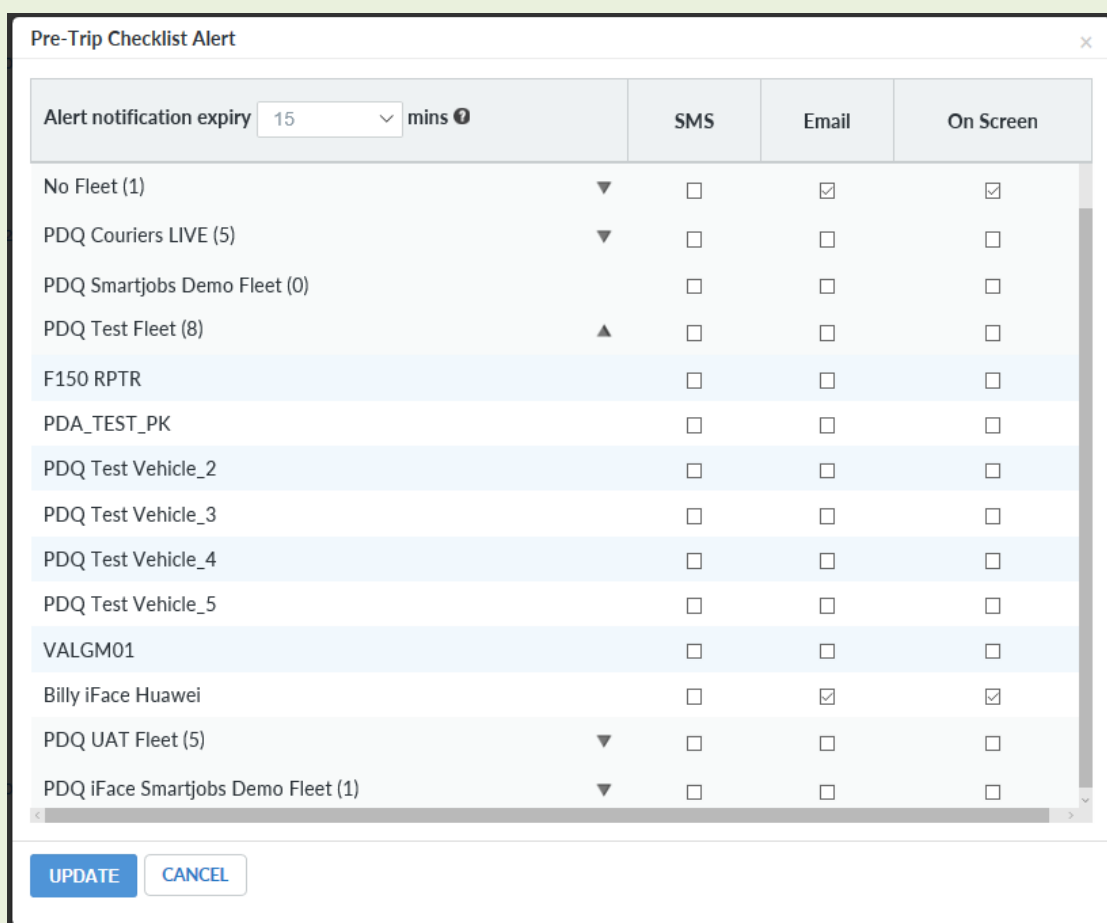 Pre-Trip Checklist Alert
Alert notification expiry 15 mins SMS Email On Screen
No Fleet (1)
PDQ Couriers LIVE (5)
PDQ Smartjobs Demo Fleet (0)
PDQ Test Fleet (8)
F150 RPTR
PDA_TEST_PK
PDQ Test Vehicle_2
PDQ Test Vehicle_3
PDQ Test Vehicle_4
PDQ Test Vehicle_5
VALGM01
Billy iFace Huawei
PDQ UAT Fleet (5)
PDQ iFace Smartjobs Demo Fleet (1)
UPDATE CANCEL